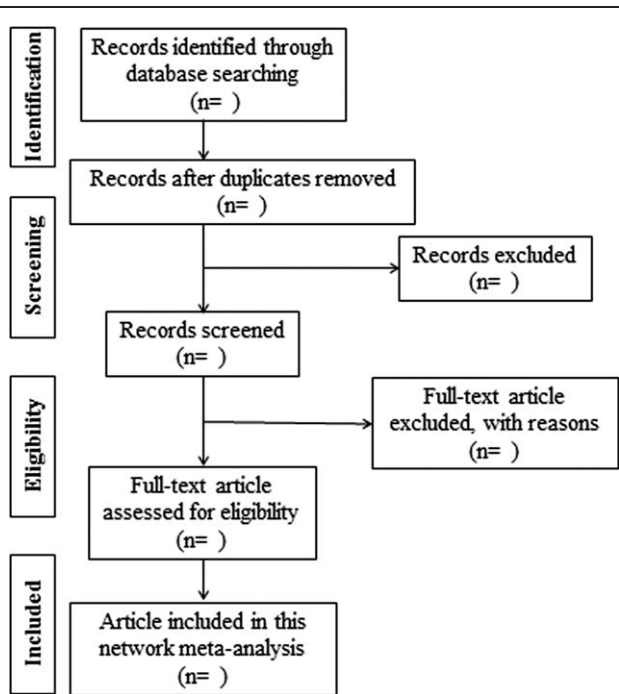 Identification
Records identified through
database searching
(n= )
Records after duplicates removed
(n= )
Screening
Records excluded
(n= )
Records screened
(n= )
Eligibility
Full-text article
excluded, with reasons
(n= )
Full-text article
assessed for eligibility
(n= )
Included
Article included in this
network meta-analysis
(n= )